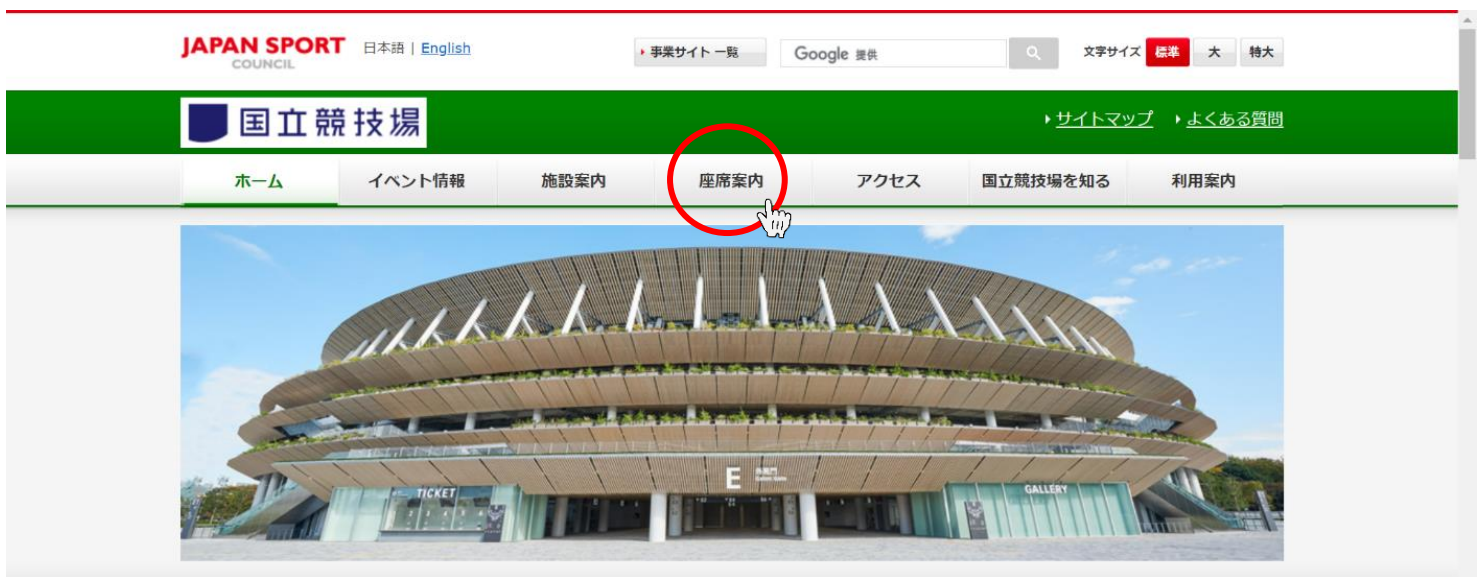 JAPAN SPORT
COUNCIL
日本語 | English
事業サイト 一覧
Google 提供
文字サイズ 標準 大 特大
国立競技場
サイトマップ よくある質問
ホーム イベント情報 施設案内 座席案内 アクセス 国立競技場を知る 利用案内
E
TICKET
GALLERY